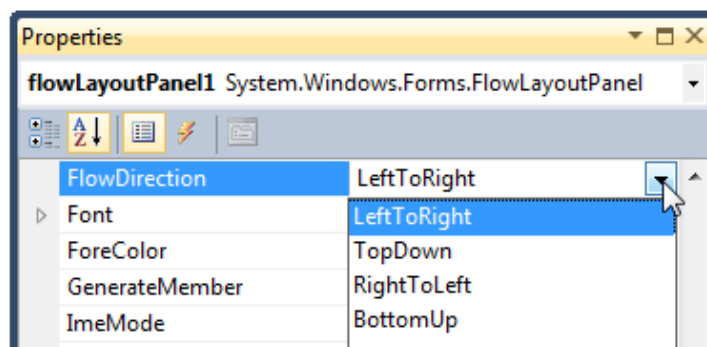 Properties
flowLayoutPanel1 System.Windows.Forms.FlowLayoutPanel
A
Z
FlowDirection LeftToRight
Font LeftToRight
ForeColor TopDown
GenerateMember RightToLeft
ImeMode BottomUp